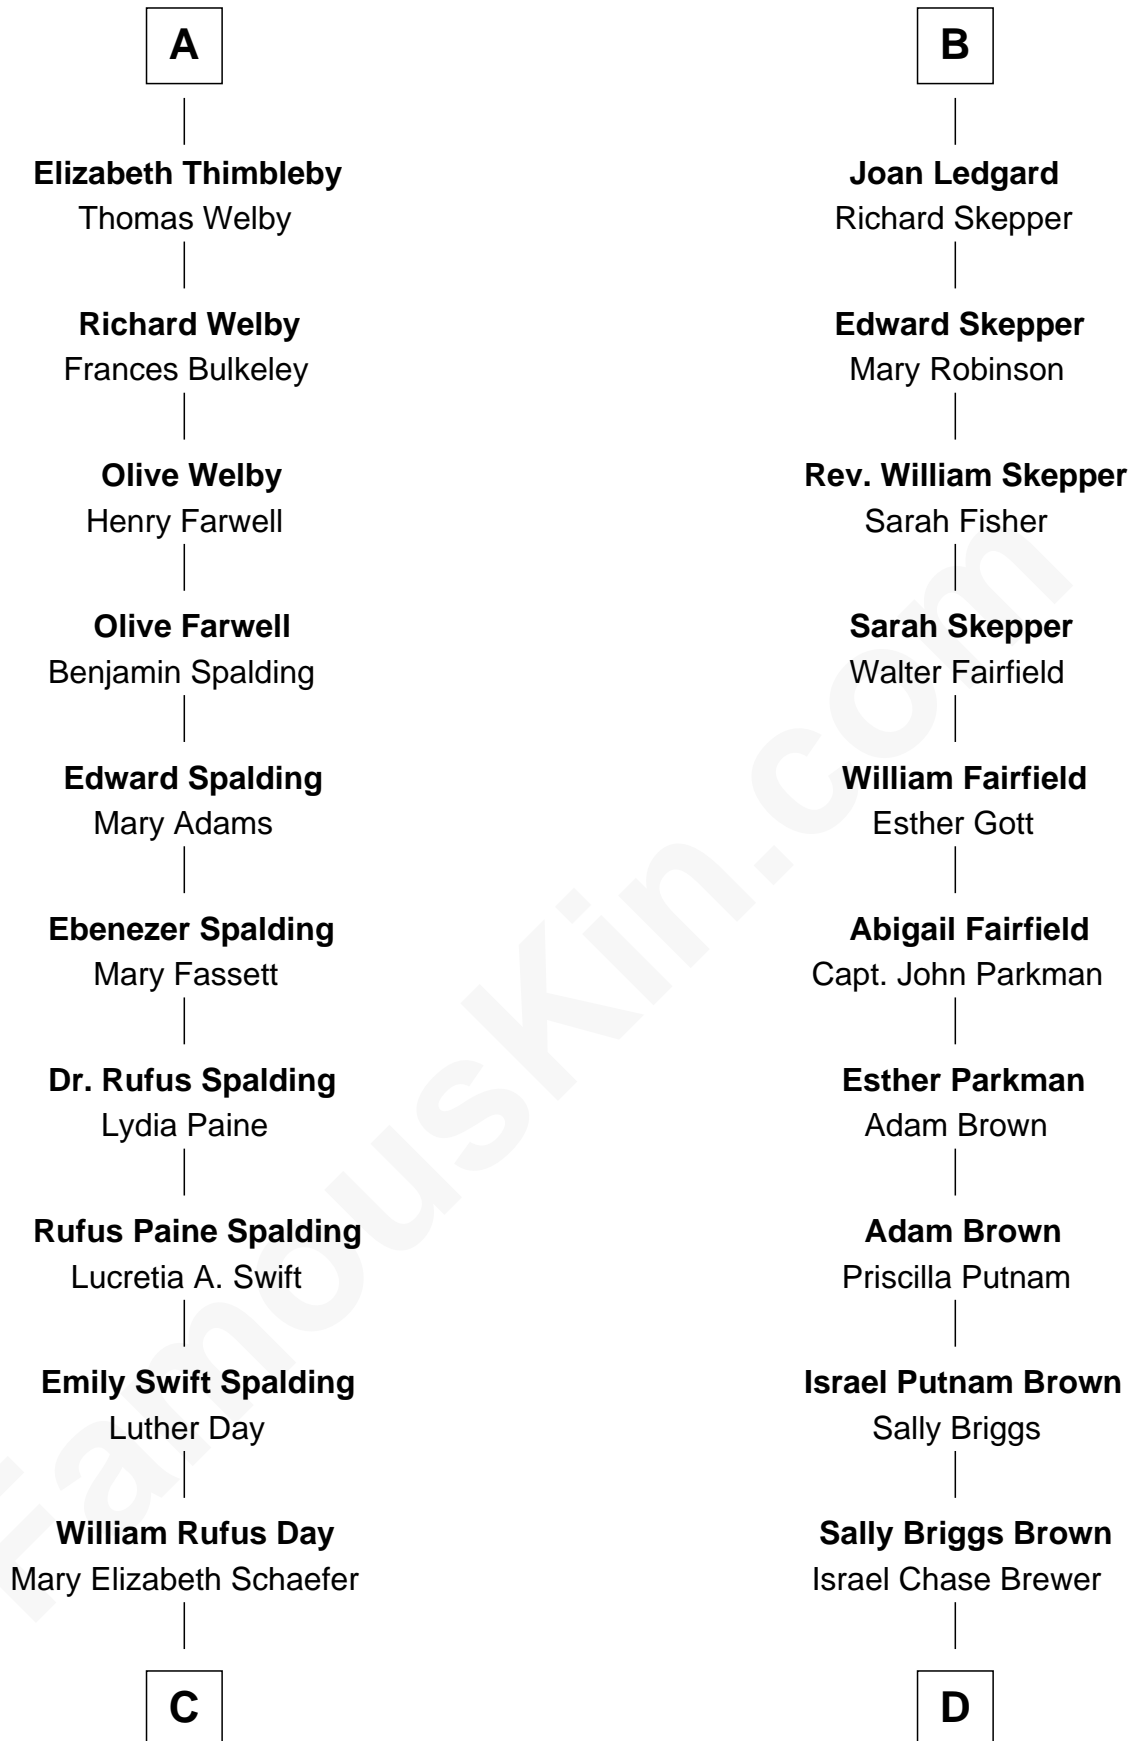 A
Elizabeth Thimbleby
Thomas Welby
Richard Welby
Frances Bulkeley
Olive Welby
Henry Farwell
Olive Farwell
Benjamin Spalding
Edward Spalding
Mary Adams
Ebenezer Spalding
Mary Fassett
Dr. Rufus Spalding
Lydia Paine
Rufus Paine Spalding
Lucretia A. Swift
Emily Swift Spalding
Luther Day
William Rufus Day
Mary Elizabeth Schaefer
C
B
Joan Ledgard
Richard Skepper
Edward Skepper
Mary Robinson
Rev. William Skepper
Sarah Fisher
Sarah Skepper
Walter Fairfield
William Fairfield
Esther Gott
Abigail Fairfield
Capt. John Parkman
Esther Parkman
Adam Brown
Adam Brown
Priscilla Putnam
Israel Putnam Brown
Sally Briggs
Sally Briggs Brown
Israel Chase Brewer
D
FamousKin.com